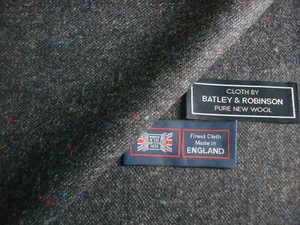 CLOTH BY
BATLEY & ROBINSON
PURE NEW WOOL
Finest Cloth
Made in
ENGLAND